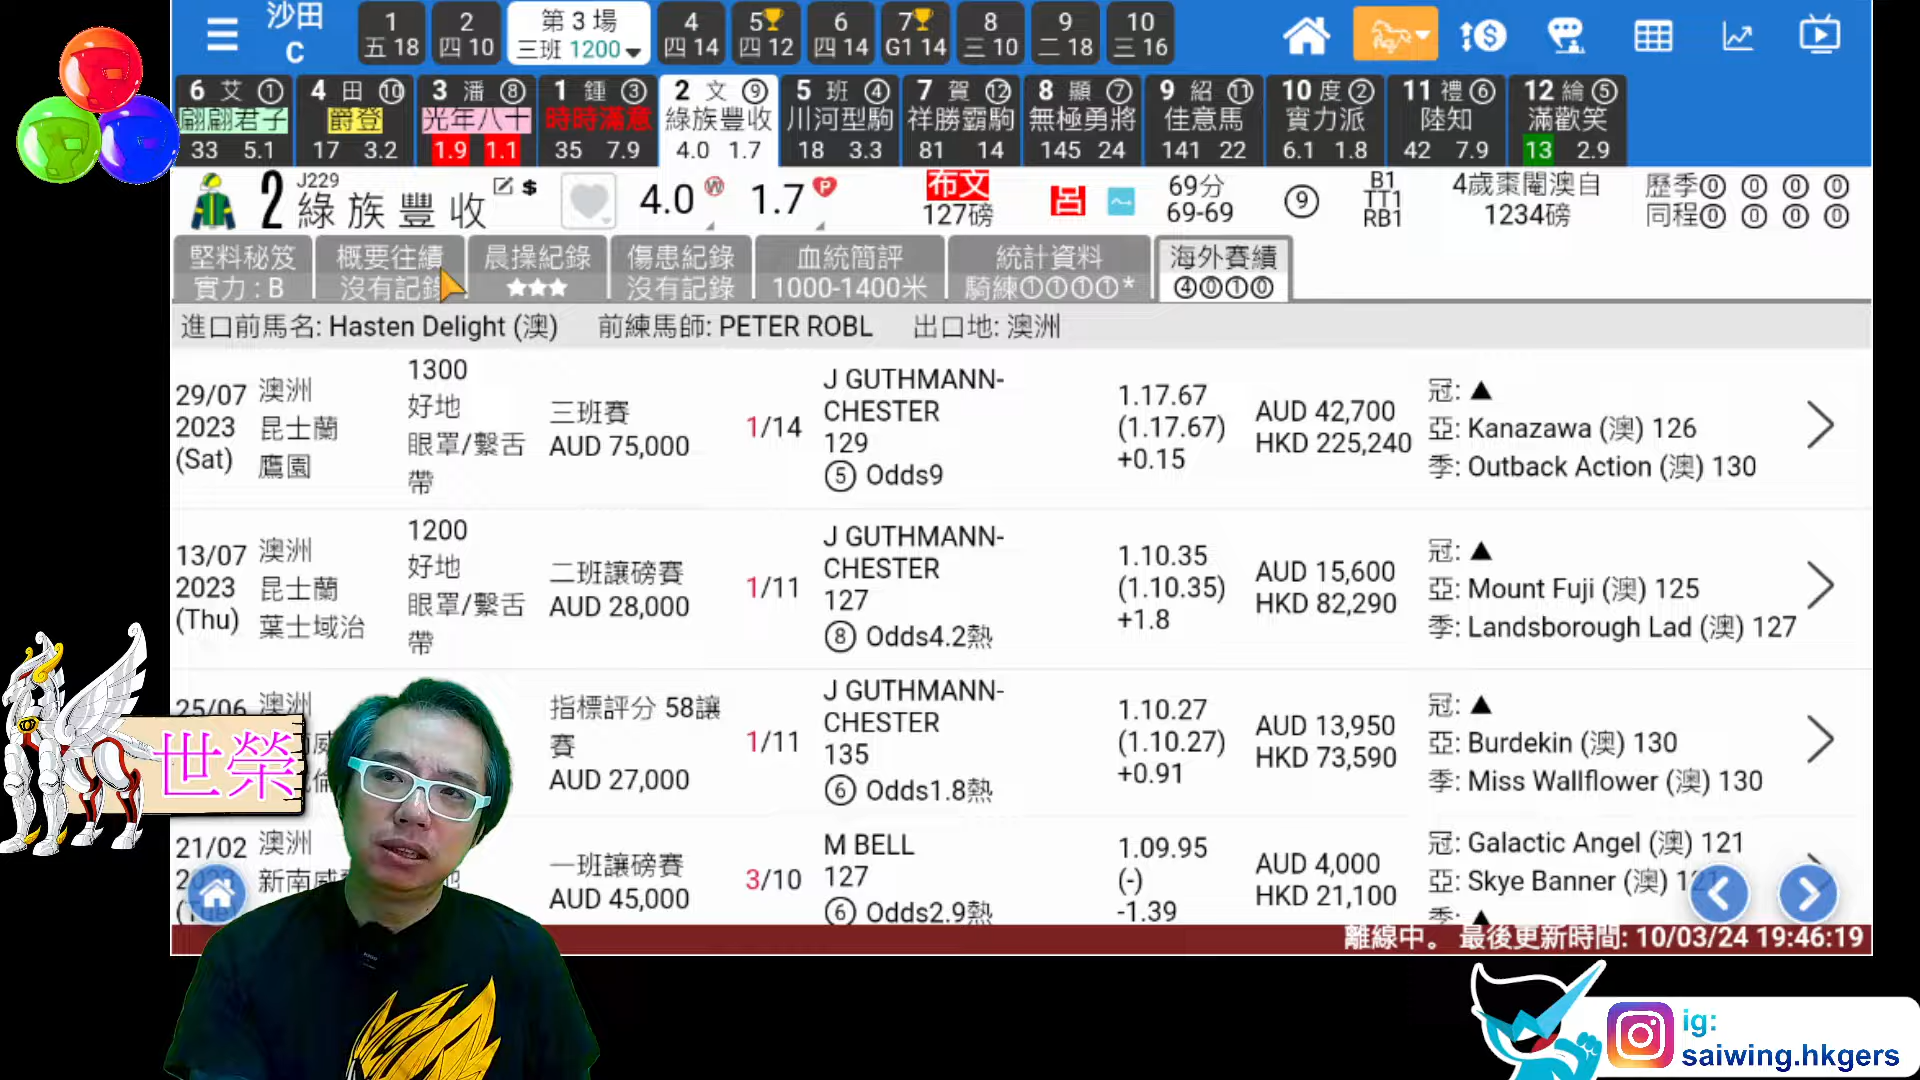 沙田
C
1
五 18
2
四 10
第 3 場
三班 1200
4
四 14
5
四 12
6
四 14
7
G1 14
8
三 10
9
二 18
10
三 16
6 艾 ①
翩翩君子
33 5.1
4 田 ⑩
爵登
17 3.2
3 潘 ⑧
光年八十
1.9 1.1
1 鍾 ③
時時滿意
35 7.9
2 文 ⑨
綠族豐收
4.0 1.7
5 班 ④
川河型駒
18 3.3
7 賀 ⑫
祥勝霸駒
81 14
8 顯 ⑦
無極勇將
145 24
9 紹 ⑪
佳意馬
141 22
10 度 ②
實力派
6.1 1.8
11 禮 ⑥
陸知
42 7.9
12 綸 ⑤
滿歡笑
13 2.9
2
J229
綠族豐收
$
4.0 W
1.7 P
布文
127磅
呂
69分
69-69
⑨
B1
TT1
RB1
4歲棗閹澳自
1234磅
歷季⓪ ⓪ ⓪ ⓪
同程⓪ ⓪ ⓪ ⓪
堅料秘笈
實力 : B
概要往績
沒有記錄
晨操紀錄
★★★
傷患紀錄
沒有記錄
血統簡評
1000-1400米
統計資料
騎練①①①①*
海外賽績
④⓪①⓪
進口前馬名: Hasten Delight (澳) 前練馬師: PETER ROBL 出口地: 澳洲
29/07
2023
(Sat)
澳洲
昆士蘭
鷹園
1300
好地
眼罩/繫舌
帶
三班賽
AUD 75,000
1/14
J GUTHMANN-
CHESTER
129
⑤ Odds9
1.17.67
(1.17.67)
+0.15
AUD 42,700
HKD 225,240
冠: ▲
亞: Kanazawa (澳) 126
季: Outback Action (澳) 130
13/07
2023
(Thu)
澳洲
昆士蘭
葉士域治
1200
好地
眼罩/繫舌
帶
二班讓磅賽
AUD 28,000
1/11
J GUTHMANN-
CHESTER
127
⑧ Odds4.2熱
1.10.35
(1.10.35)
+1.8
AUD 15,600
HKD 82,290
冠: ▲
亞: Mount Fuji (澳) 125
季: Landsborough Lad (澳) 127
25/06
澳洲
指標評分 58讓
賽
AUD 27,000
1/11
J GUTHMANN-
CHESTER
135
⑥ Odds1.8熱
1.10.27
(1.10.27)
+0.91
AUD 13,950
HKD 73,590
冠: ▲
亞: Burdekin (澳) 130
季: Miss Wallflower (澳) 130
21/02
澳洲
新南威
一班讓磅賽
AUD 45,000
3/10
M BELL
127
⑥ Odds2.9熱
1.09.95
(-)
-1.39
AUD 4,000
HKD 21,100
冠: Galactic Angel (澳) 121
亞: Skye Banner (澳)
季: ▲
離線中。 最後更新時間: 10/03/24 19:46:19
世榮
ig:
saiwing.hkgers